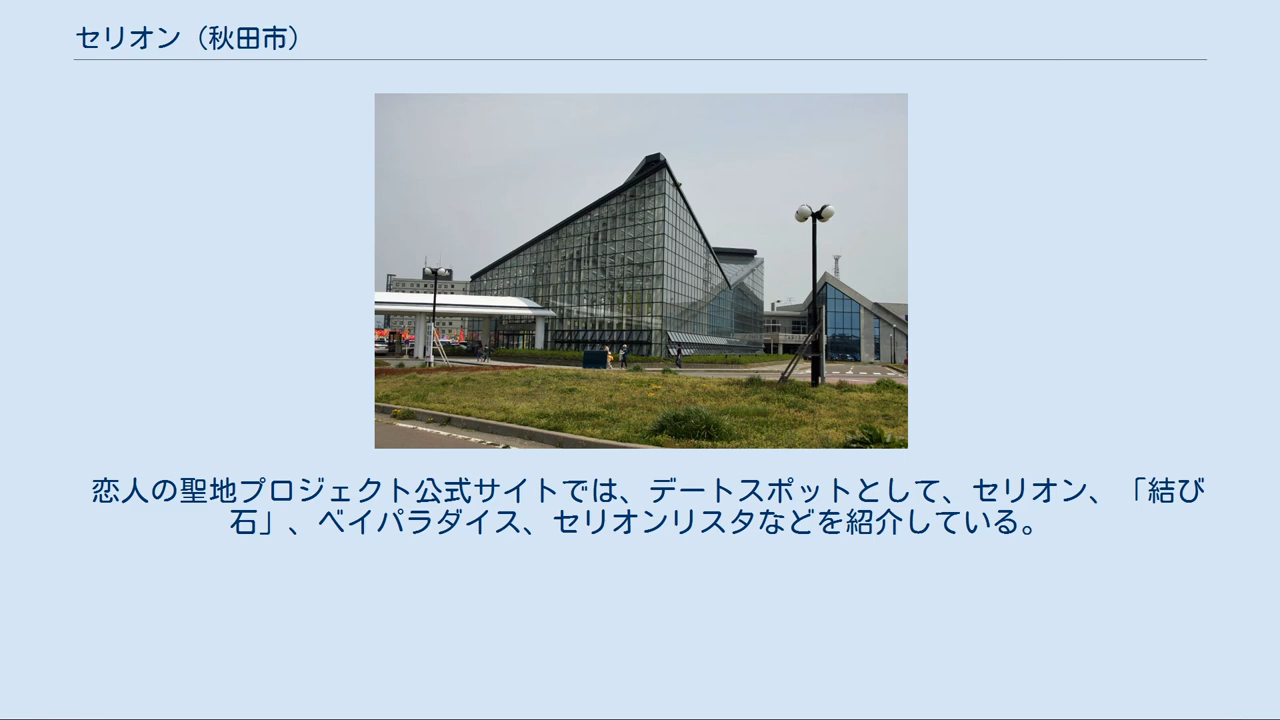 セリオン（秋田市）
恋人の聖地プロジェクト公式サイトでは、デートスポットとして、セリオン、「結び
石」、ベイパラダイス、セリオンリスタなどを紹介している。